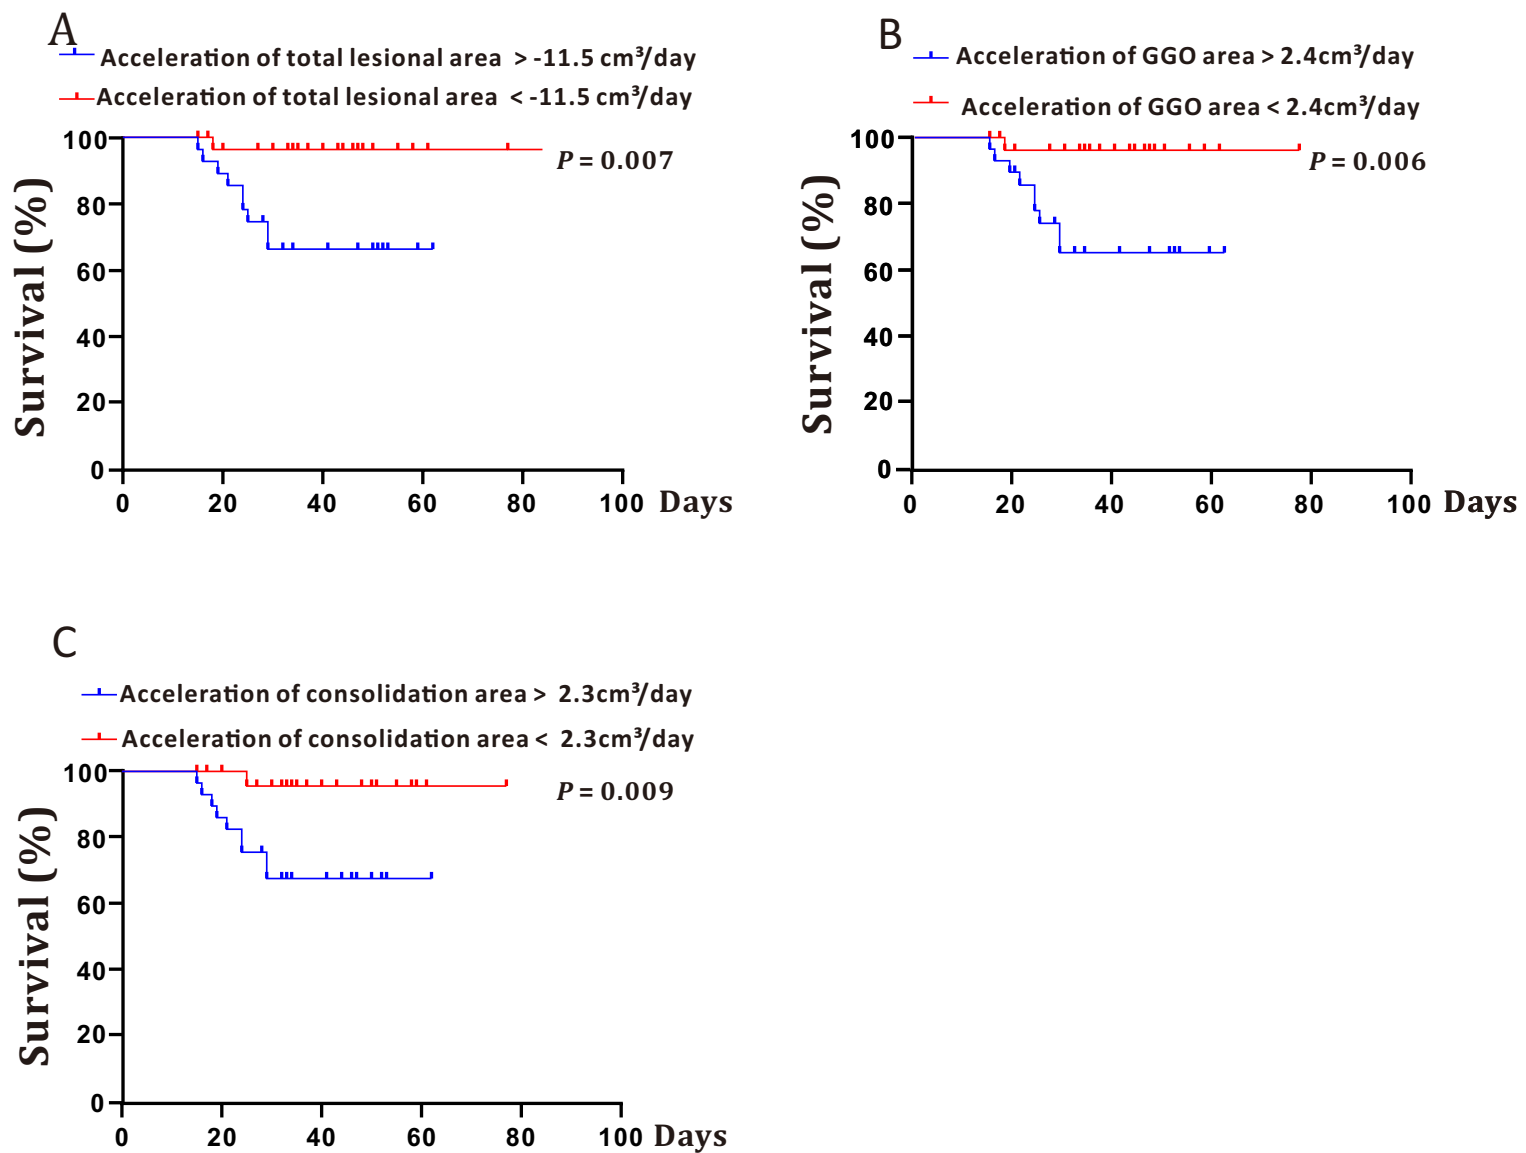 A
Acceleration of total lesional area > -11.5 cm³/day
Acceleration of total lesional area < -11.5 cm³/day
100
80
60
40
20
0
Survival (%)
P = 0.007
0 20 40 60 80 100 Days
B
Acceleration of GGO area > 2.4cm³/day
Acceleration of GGO area < 2.4cm³/day
100
80
60
40
20
0
Survival (%)
P = 0.006
0 20 40 60 80 100 Days
C
Acceleration of consolidation area > 2.3cm³/day
Acceleration of consolidation area < 2.3cm³/day
100
80
60
40
20
0
Survival (%)
P = 0.009
0 20 40 60 80 100 Days